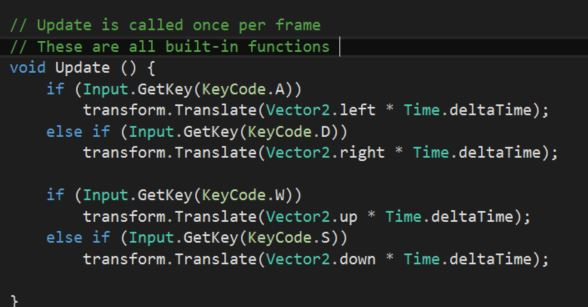 // Update is called once per frame
// These are all built-in functions
void Update () {
    if (Input.GetKey(KeyCode.A))
        transform.Translate(Vector2.left * Time.deltaTime);
    else if (Input.GetKey(KeyCode.D))
        transform.Translate(Vector2.right * Time.deltaTime);

    if (Input.GetKey(KeyCode.W))
        transform.Translate(Vector2.up * Time.deltaTime);
    else if (Input.GetKey(KeyCode.S))
        transform.Translate(Vector2.down * Time.deltaTime);

}